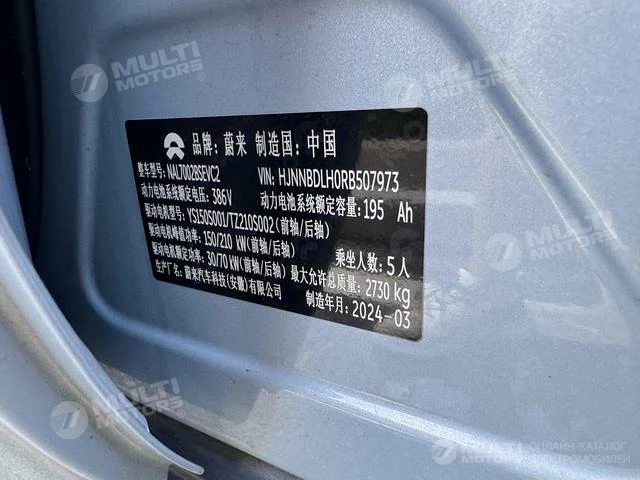 MULTI
MOTORS
MULTI
MOTORS
品牌: 蔚来 制造国: 中国
整车型号: NAL7002BSEVC2 VIN: HJNNBDLH0RB507973
动力电池系统额定电压: 386V 动力电池系统额定容量: 195 Ah
驱动电机型号: YS150S001/TZ210S002 (前轴/后轴)
驱动电机峰值功率: 150/210 kW(前轴/后轴) 乘坐人数: 5人
驱动电机额定功率: 30/70 kW(前轴/后轴) 最大允许总质量: 2730 kg
生产厂名: 蔚来汽车科技(安徽)有限公司 制造年月: 2024-03
MULTI
MOTORS
MULTI
MOTORS
ОНЛАЙН-КАТАЛОГ
ЭЛЕКТРОМОБИЛЕЙ